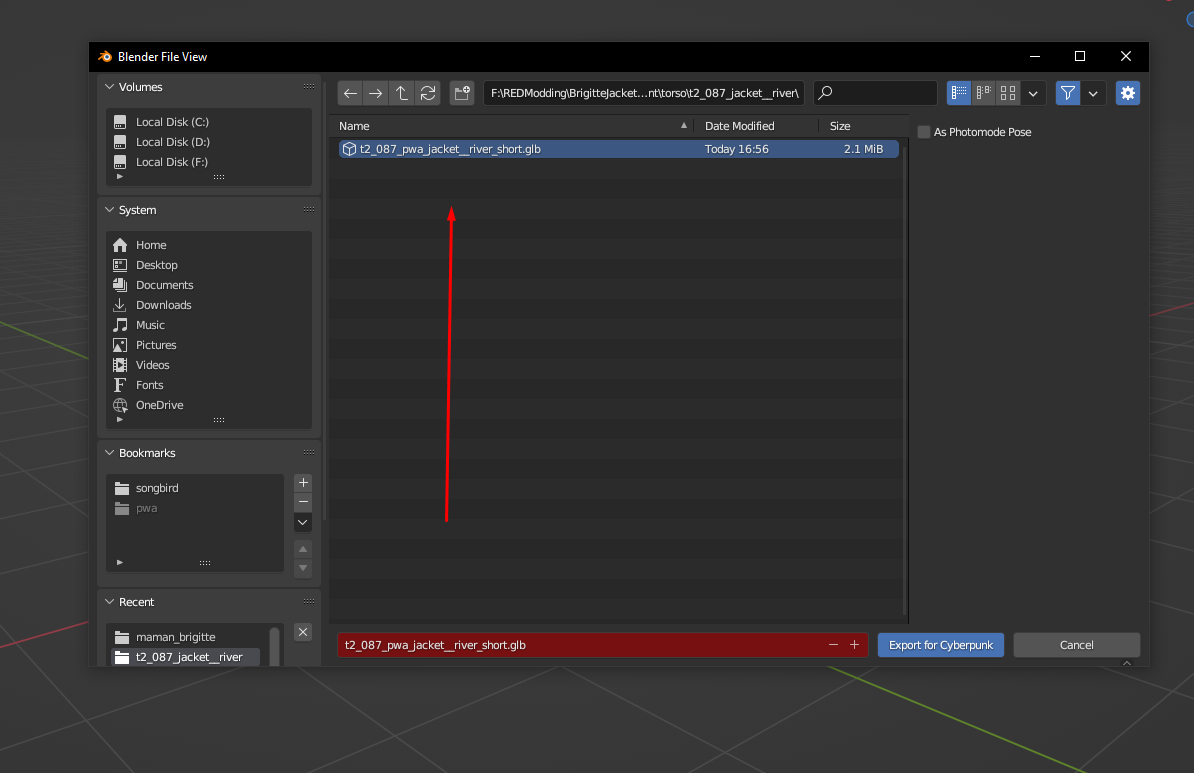 Blender File View
Volumes
Local Disk (C:)
Local Disk (D:)
Local Disk (F:)
System
Home
Desktop
Documents
Downloads
Music
Pictures
Videos
Fonts
OneDrive
Bookmarks
songbird
pwa
Recent
maman_brigitte
t2_087_jacket__river
F:\REDModding\BrigitteJacket...nt\torso\t2_087_jacket__river\
Name Date Modified Size
t2_087_pwa_jacket__river_short.glb Today 16:56 2.1 MiB
As Photomode Pose
t2_087_pwa_jacket__river_short.glb
Export for Cyberpunk
Cancel